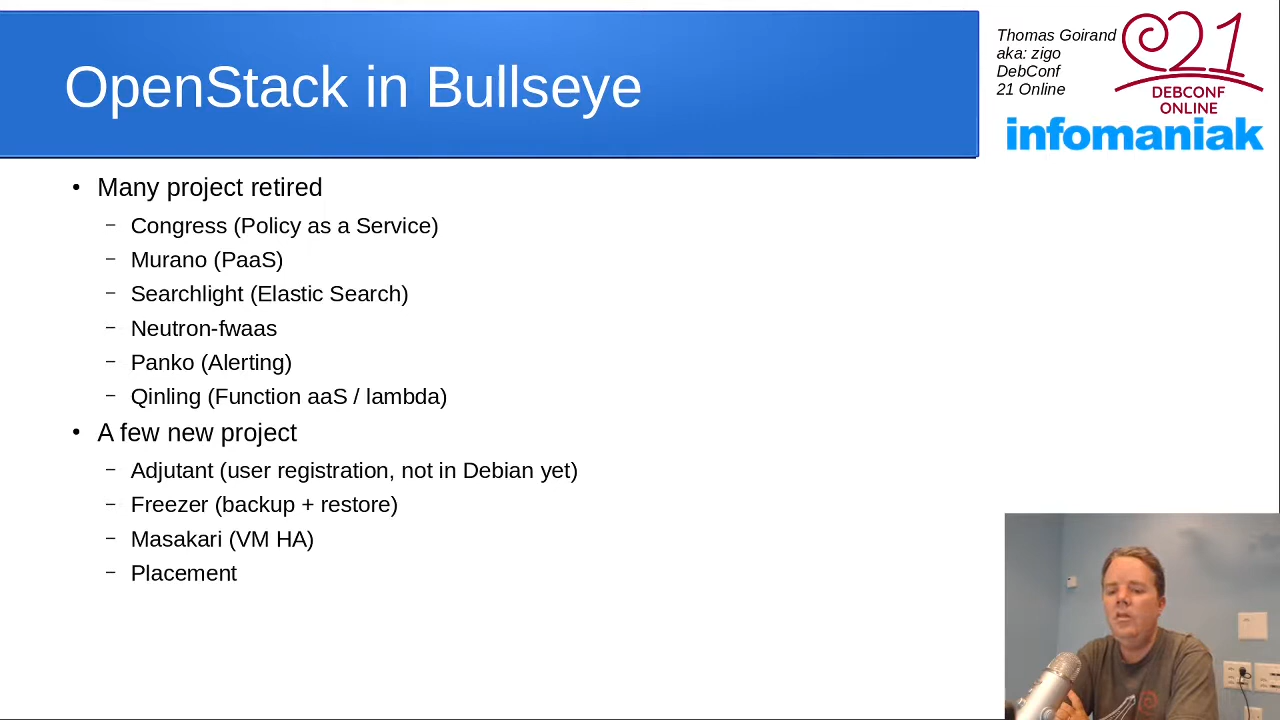 OpenStack in Bullseye
Thomas Goirand
aka: zigo
DebConf
21 Online
21
DEBCONF
ONLINE
infomaniak
• Many project retired
– Congress (Policy as a Service)
– Murano (PaaS)
– Searchlight (Elastic Search)
– Neutron-fwaas
– Panko (Alerting)
– Qinling (Function aaS / lambda)
• A few new project
– Adjutant (user registration, not in Debian yet)
– Freezer (backup + restore)
– Masakari (VM HA)
– Placement